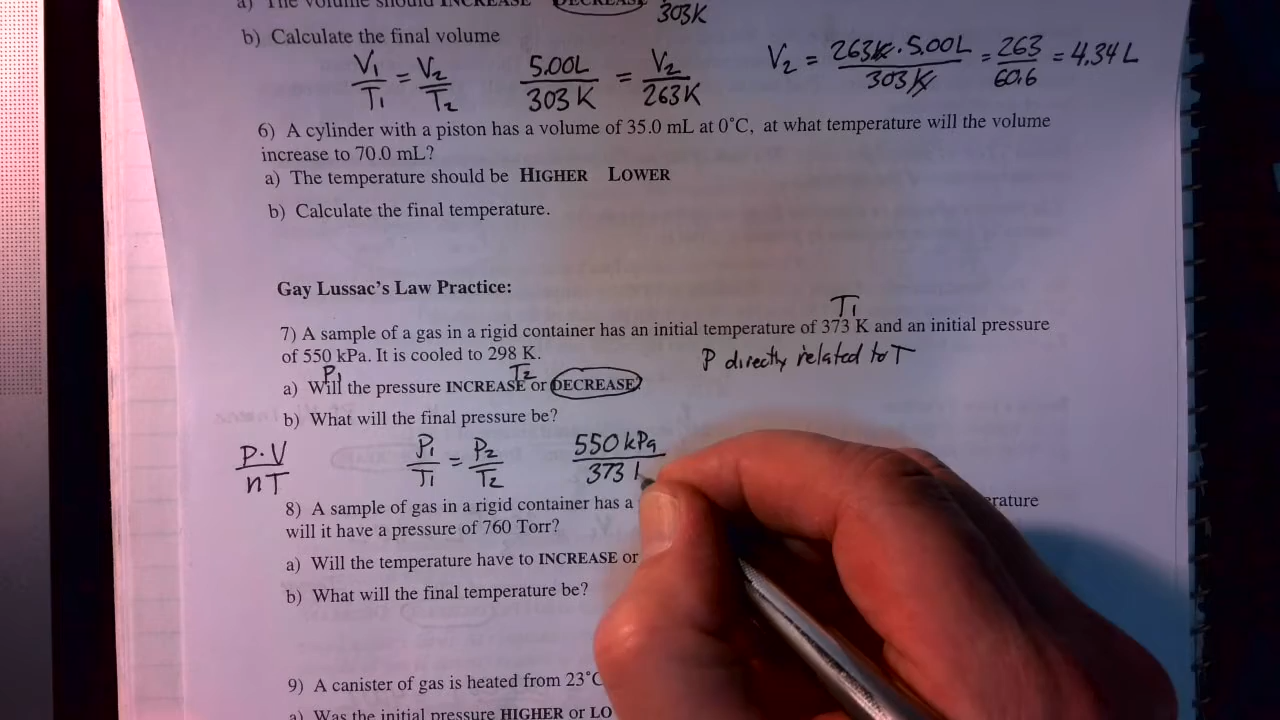 a) The volume should INCREASE DECREASE 303K
b) Calculate the final volume
V1/T1 = V2/T2 5.00L/303 K = V2/263K V2 = 263K · 5.00L/303 K = 263/60.6 = 4.34 L
6) A cylinder with a piston has a volume of 35.0 mL at 0°C, at what temperature will the volume
increase to 70.0 mL?
a) The temperature should be HIGHER LOWER
b) Calculate the final temperature.
Gay Lussac's Law Practice:
T1
7) A sample of a gas in a rigid container has an initial temperature of 373 K and an initial pressure
of 550 kPa. It is cooled to 298 K. P directly related to T
P1 T2
a) Will the pressure INCREASE or DECREASE?
b) What will the final pressure be?
P·V/nT P1/T1 = P2/T2 550 kPa/373
8) A sample of gas in a rigid container has a
will it have a pressure of 760 Torr?
a) Will the temperature have to INCREASE or
b) What will the final temperature be?
9) A canister of gas is heated from 23°C
a) Was the initial pressure HIGHER or